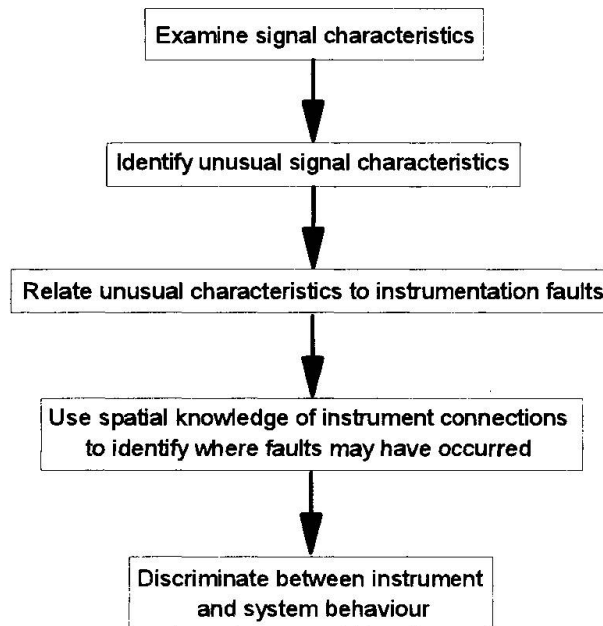 Examine signal characteristics
Identify unusual signal characteristics
Relate unusual characteristics to instrumentation faults
Use spatial knowledge of instrument connections
to identify where faults may have occurred
Discriminate between instrument
and system behaviour